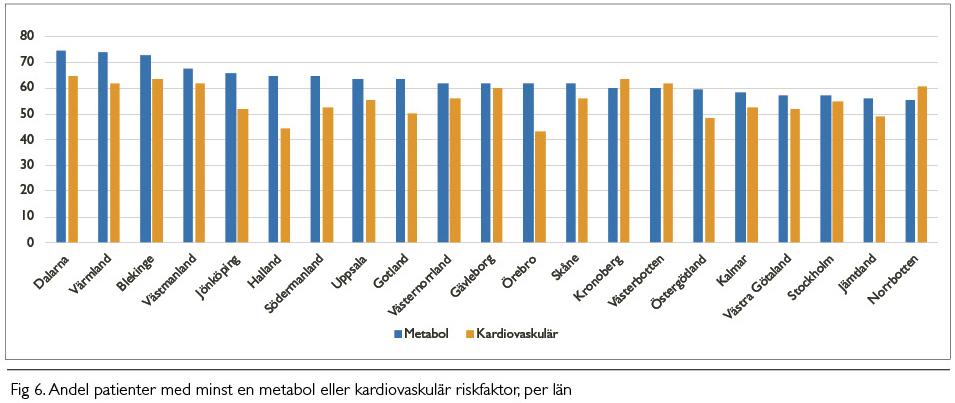 80
70
60
50
40
30
20
10
0
Dalarna
Värmland
Blekinge
Västmanland
Jönköping
Halland
Södermanland
Uppsala
Gotland
Västernorrland
Gävleborg
Örebro
Skåne
Kronoberg
Västerbotten
Östergötland
Kalmar
Västra Götaland
Stockholm
Jämtland
Norrbotten
Metabol Kardiovaskulär
Fig 6. Andel patienter med minst en metabol eller kardiovaskulär riskfaktor, per län